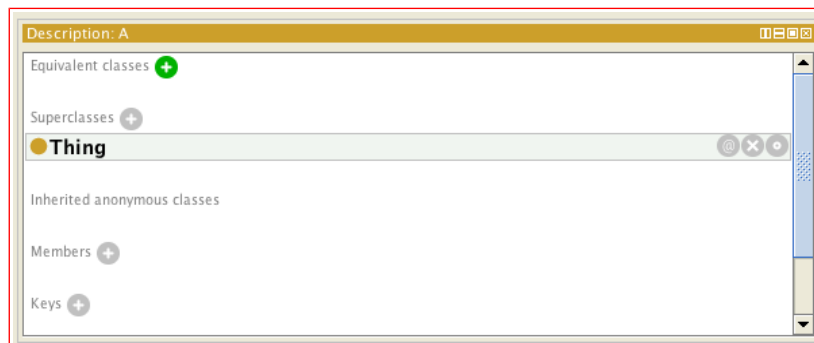 Description: A
Equivalent classes
Superclasses
Thing
Inherited anonymous classes
Members
Keys